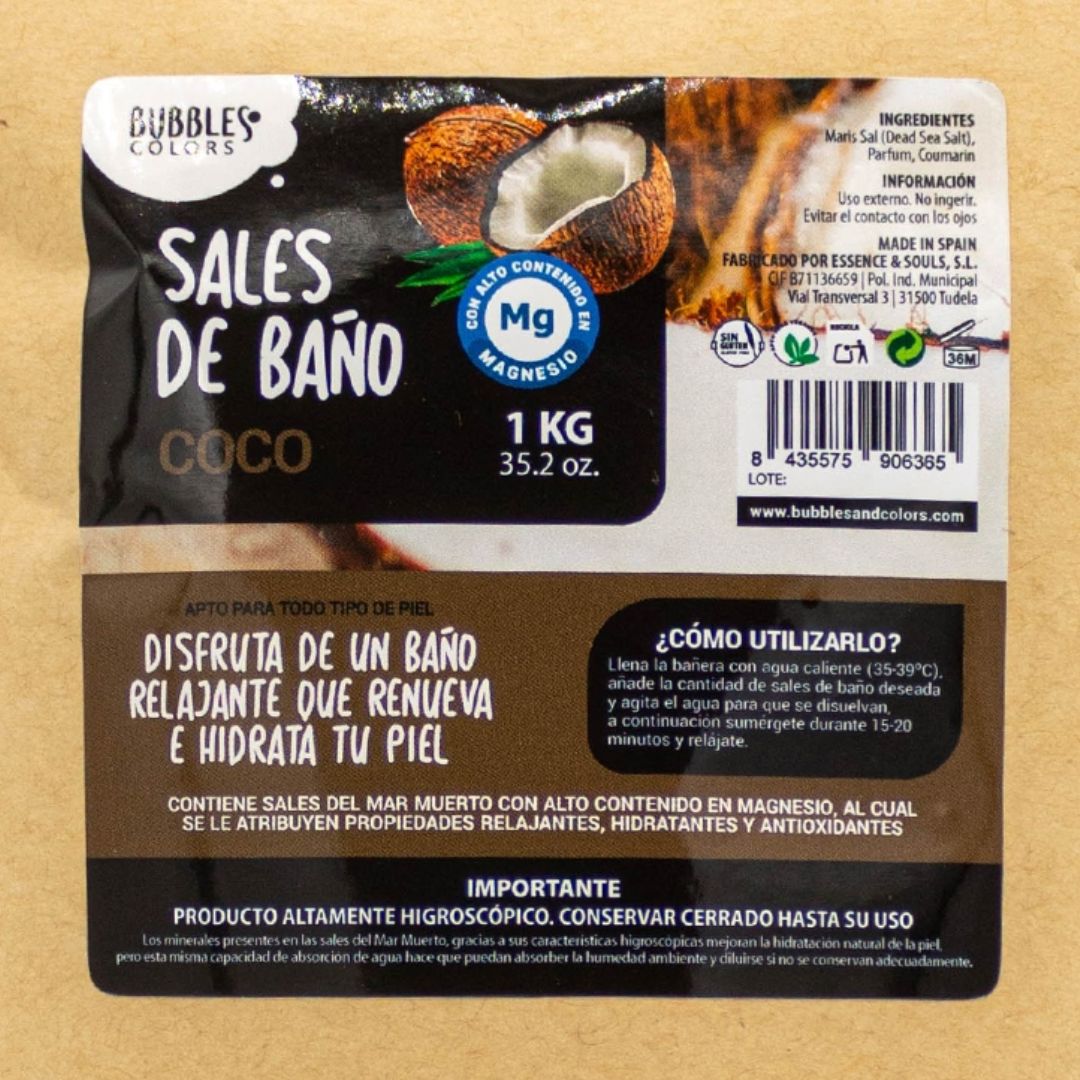 BUBBLES
COLORS
SALES
DE BAÑO
COCO
CON ALTO CONTENIDO EN
Mg
MAGNESIO
1 KG
35.2 oz.
INGREDIENTES
Maris Sal (Dead Sea Salt),
Parfum, Coumarin
INFORMACIÓN
Uso externo. No ingerir.
Evitar el contacto con los ojos
MADE IN SPAIN
FABRICADO POR ESSENCE & SOULS, S.L.
CIF B71136659 | Pol. Ind. Municipal
Vial Transversal 3 | 31500 Tudela
SIN
GLUTEN
GLUTEN FREE
RECICLA
36M
8 435575 906365
LOTE:
www.bubblesandcolors.com
APTO PARA TODO TIPO DE PIEL
DISFRUTA DE UN BAÑO
RELAJANTE QUE RENUEVA
E HIDRATA TU PIEL
¿CÓMO UTILIZARLO?
Llena la bañera con agua caliente (35-39°C),
añade la cantidad de sales de baño deseada
y agita el agua para que se disuelvan,
a continuación sumérgete durante 15-20
minutos y relájate.
CONTIENE SALES DEL MAR MUERTO CON ALTO CONTENIDO EN MAGNESIO, AL CUAL
SE LE ATRIBUYEN PROPIEDADES RELAJANTES, HIDRATANTES Y ANTIOXIDANTES
IMPORTANTE
PRODUCTO ALTAMENTE HIGROSCÓPICO. CONSERVAR CERRADO HASTA SU USO
Los minerales presentes en las sales del Mar Muerto, gracias a sus características higroscópicas mejoran la hidratación natural de la piel,
pero esta misma capacidad de absorción de agua hace que puedan absorber la humedad ambiente y diluirse si no se conservan adecuadamente.